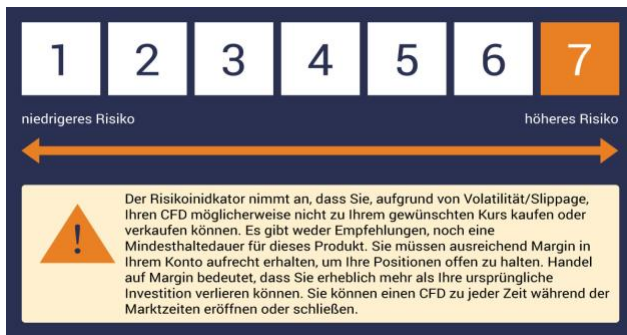 1 2 3 4 5 6 7
niedrigeres Risiko höheres Risiko
!
Der Risikoinidkator nimmt an, dass Sie, aufgrund von Volatilität/Slippage,
Ihren CFD möglicherweise nicht zu Ihrem gewünschten Kurs kaufen oder
verkaufen können. Es gibt weder Empfehlungen, noch eine
Mindesthaltedauer für dieses Produkt. Sie müssen ausreichend Margin in
Ihrem Konto aufrecht erhalten, um Ihre Positionen offen zu halten. Handel
auf Margin bedeutet, dass Sie erheblich mehr als Ihre ursprüngliche
Investition verlieren können. Sie können einen CFD zu jeder Zeit während der
Marktzeiten eröffnen oder schließen.